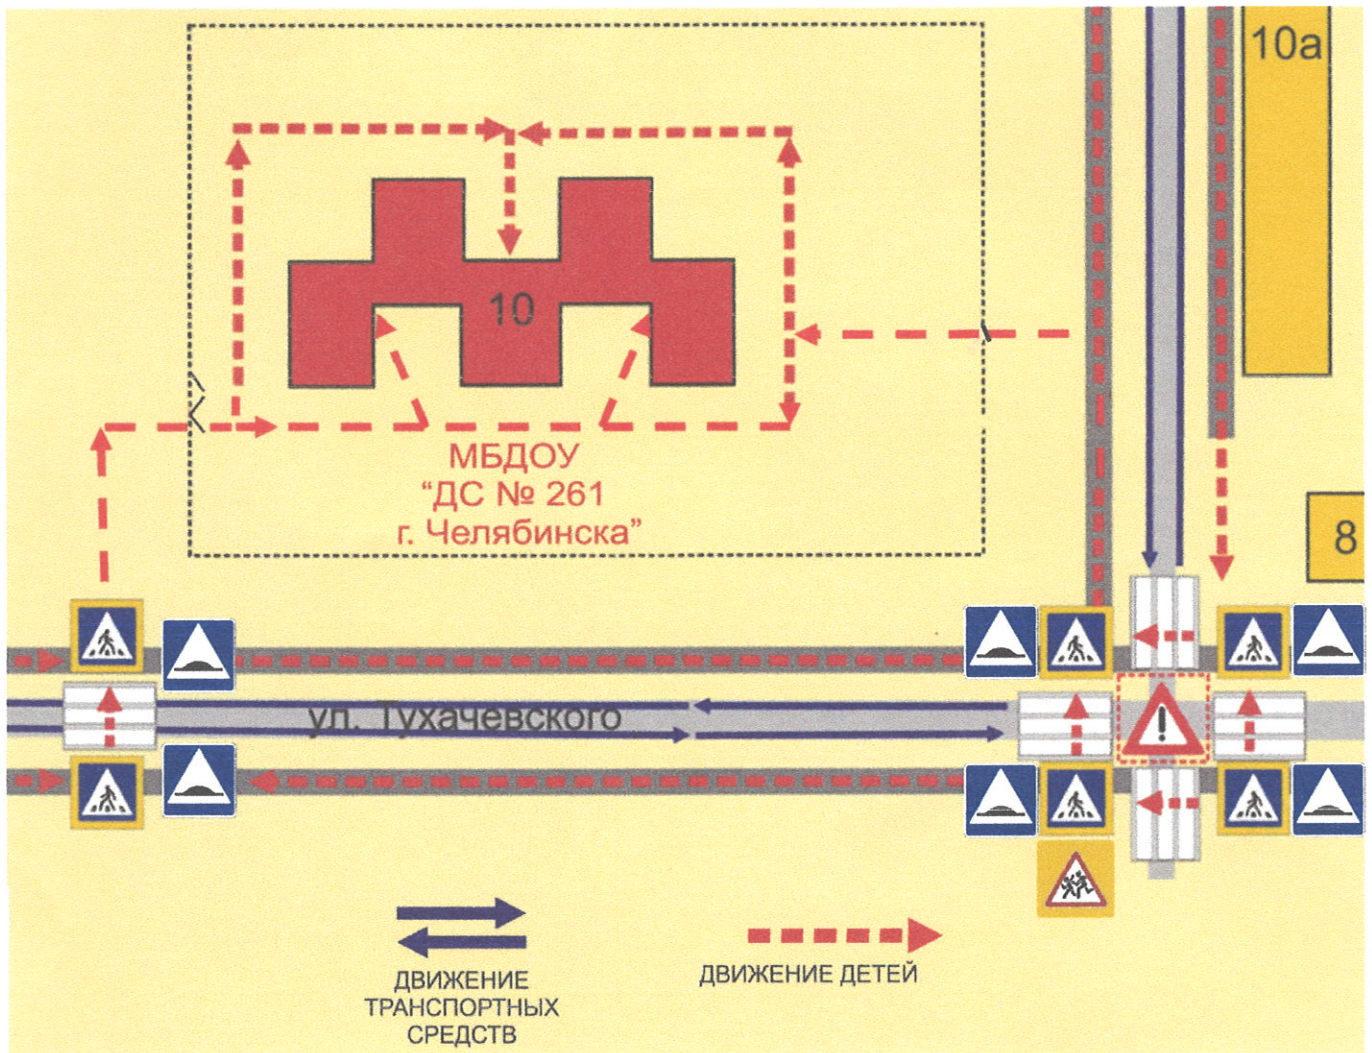 10а
10
МБДОУ
“ДС № 261
г. Челябинска”
8
ул. Тухачевского
!
ДВИЖЕНИЕ
ТРАНСПОРТНЫХ
СРЕДСТВ
ДВИЖЕНИЕ ДЕТЕЙ